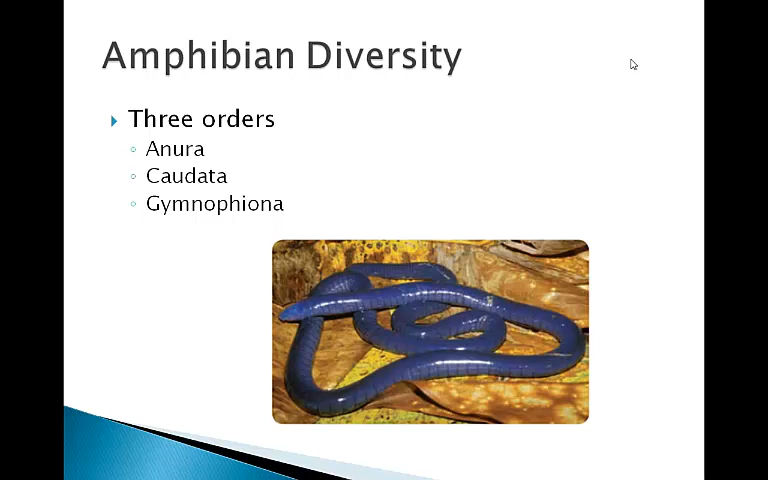 Amphibian Diversity
Three orders
Anura
Caudata
Gymnophiona